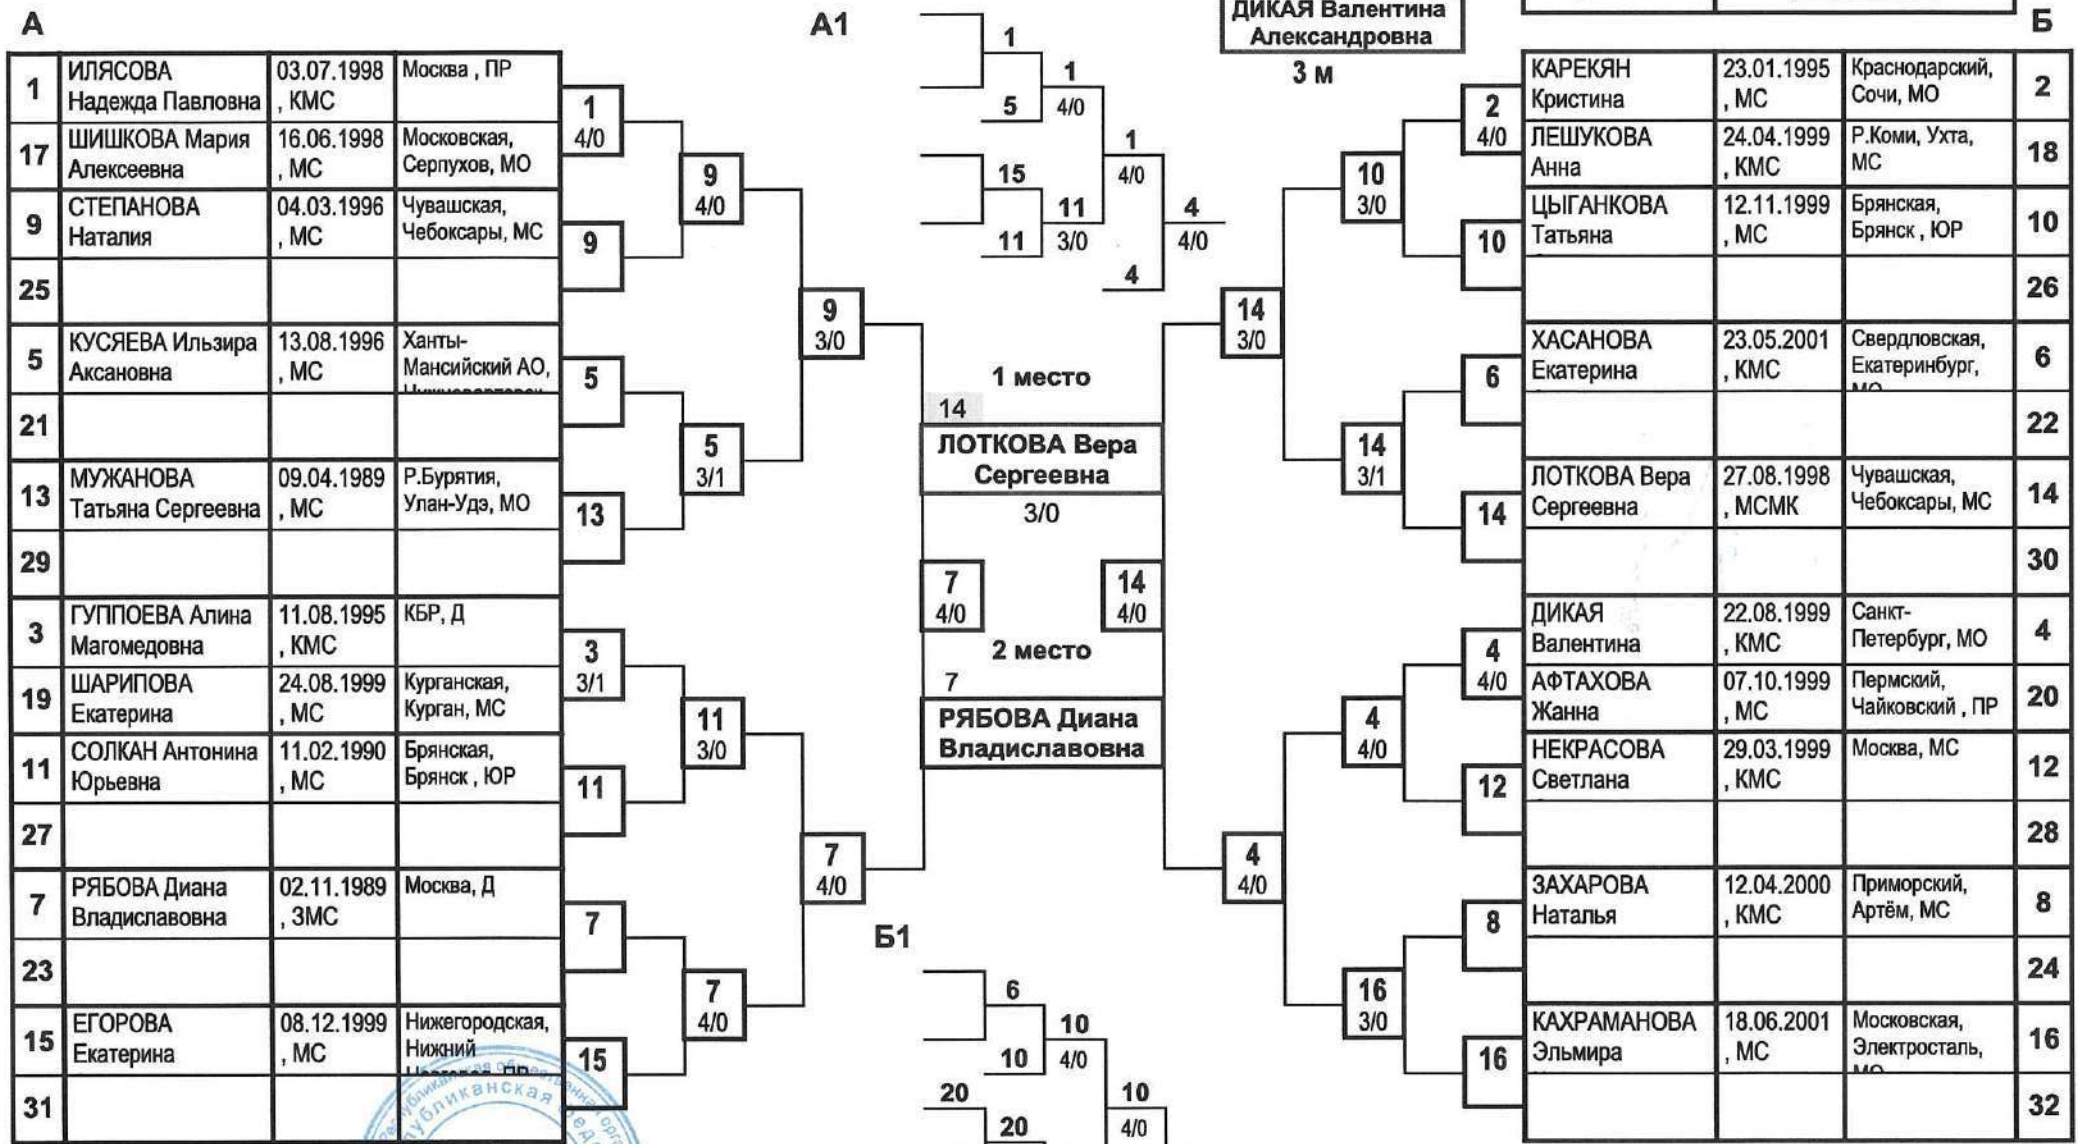 А
1
ИЛЯСОВА
Надежда Павловна
03.07.1998
, КМС
Москва , ПР
17
ШИШКОВА Мария
Алексеевна
16.06.1998
, МС
Московская,
Серпухов, МО
9
СТЕПАНОВА
Наталия
04.03.1996
, МС
Чувашская,
Чебоксары, МС
25
5
КУСЯЕВА Ильзира
Аксановна
13.08.1996
, МС
Ханты-
Мансийский АО,
21
13
МУЖАНОВА
Татьяна Сергеевна
09.04.1989
, МС
Р.Бурятия,
Улан-Удэ, МО
29
3
ГУППОЕВА Алина
Магомедовна
11.08.1995
, КМС
КБР, Д
19
ШАРИПОВА
Екатерина
24.08.1999
, МС
Курганская,
Курган, МС
11
СОЛКАН Антонина
Юрьевна
11.02.1990
, МС
Брянская,
Брянск , ЮР
27
7
РЯБОВА Диана
Владиславовна
02.11.1989
, ЗМС
Москва, Д
23
15
ЕГОРОВА
Екатерина
08.12.1999
, МС
Нижегородская,
Нижний
31
1
4/0
9
5
13
3
3/1
11
7
15
9
4/0
5
3/1
11
3/0
7
4/0
9
3/0
7
4/0
А1
1
5
1
4/0
15
11
11
3/0
1
4/0
4
4
4/0
ДИКАЯ Валентина
Александровна
3 м
1 место
14
ЛОТКОВА Вера
Сергеевна
3/0
7
4/0
14
4/0
2 место
7
РЯБОВА Диана
Владиславовна
Б1
6
10
10
4/0
20
20
10
4/0
14
3/0
4
4/0
10
3/0
14
3/1
4
4/0
16
3/0
2
4/0
10
6
14
4
4/0
12
8
16
Б
КАРЕКЯН
Кристина
23.01.1995
, МС
Краснодарский,
Сочи, МО
2
ЛЕШУКОВА
Анна
24.04.1999
, КМС
Р.Коми, Ухта,
МС
18
ЦЫГАНКОВА
Татьяна
12.11.1999
, МС
Брянская,
Брянск , ЮР
10
26
ХАСАНОВА
Екатерина
23.05.2001
, КМС
Свердловская,
Екатеринбург,
6
22
ЛОТКОВА Вера
Сергеевна
27.08.1998
, МСМК
Чувашская,
Чебоксары, МС
14
30
ДИКАЯ
Валентина
22.08.1999
, КМС
Санкт-
Петербург, МО
4
АФТАХОВА
Жанна
07.10.1999
, МС
Пермский,
Чайковский , ПР
20
НЕКРАСОВА
Светлана
29.03.1999
, КМС
Москва, МС
12
28
ЗАХАРОВА
Наталья
12.04.2000
, КМС
Приморский,
Артём, МС
8
24
КАХРАМАНОВА
Эльмира
18.06.2001
, МС
Московская,
Электросталь,
16
32